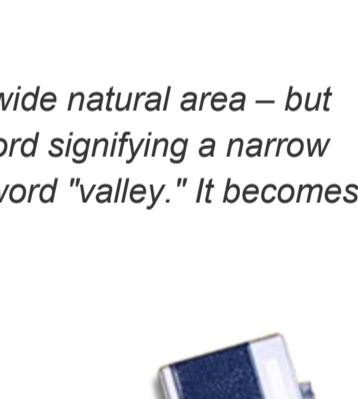 wide natural area – but
ord signifying a narrow
word "valley." It becomes